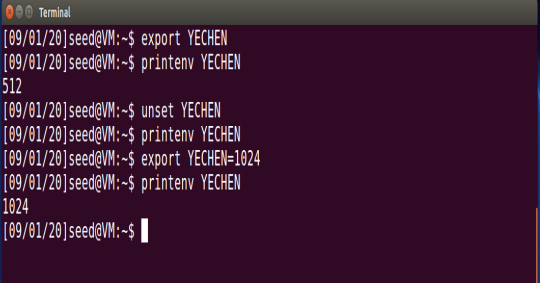 Terminal
[09/01/20]seed@VM:~$ export YECHEN
[09/01/20]seed@VM:~$ printenv YECHEN
512
[09/01/20]seed@VM:~$ unset YECHEN
[09/01/20]seed@VM:~$ printenv YECHEN
[09/01/20]seed@VM:~$ export YECHEN=1024
[09/01/20]seed@VM:~$ printenv YECHEN
1024
[09/01/20]seed@VM:~$